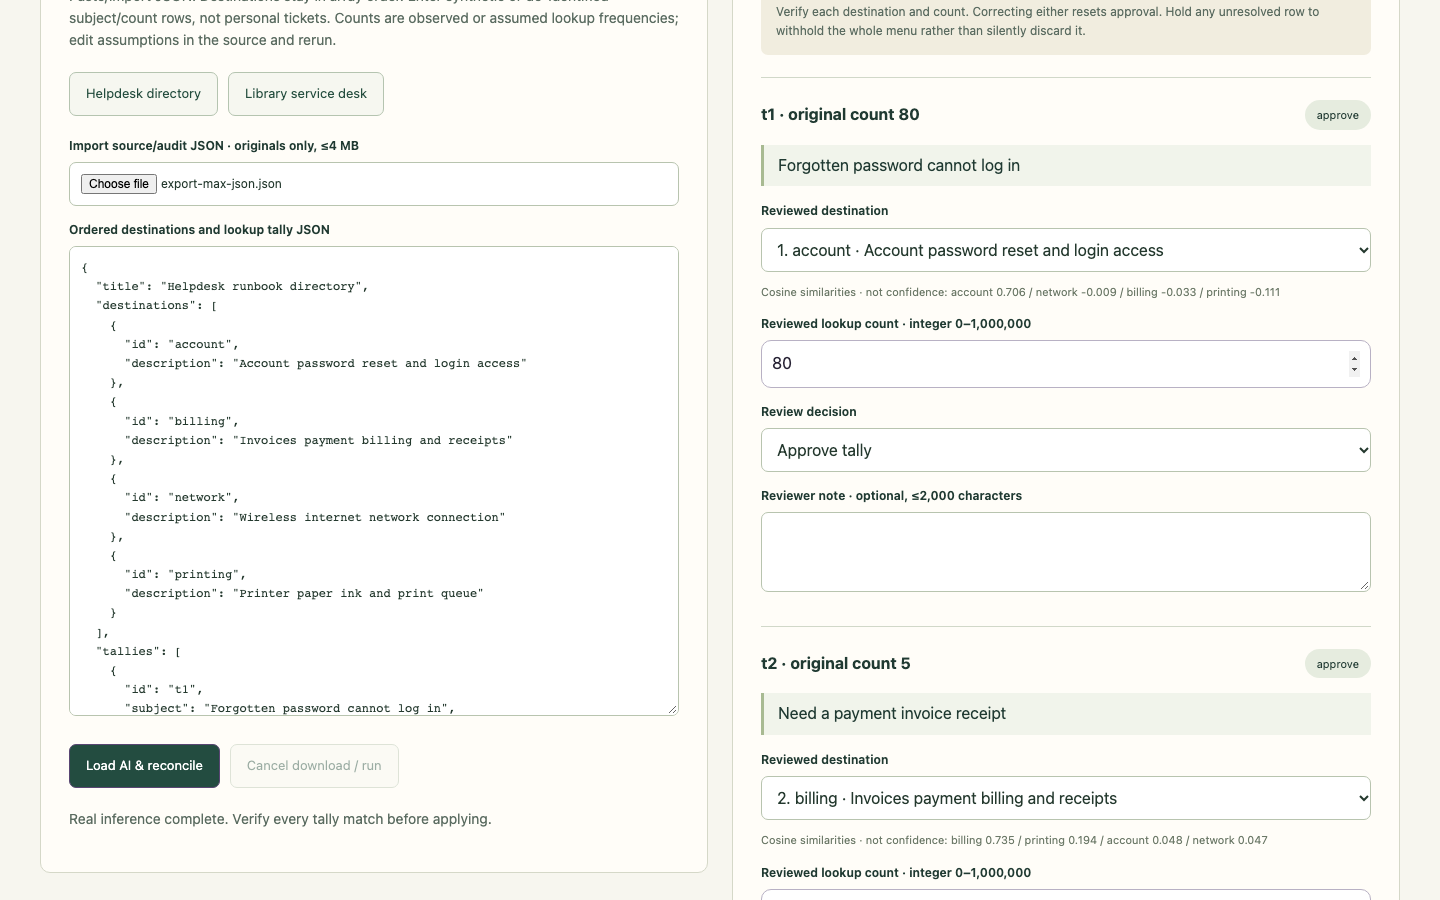 subject/count rows, not personal tickets. Counts are observed or assumed lookup frequencies;
edit assumptions in the source and rerun.
Helpdesk directory
Library service desk
Import source/audit JSON · originals only, ≤4 MB
Choose file export-max-json.json
Ordered destinations and lookup tally JSON
{
"title": "Helpdesk runbook directory",
"destinations": [
{
"id": "account",
"description": "Account password reset and login access"
},
{
"id": "billing",
"description": "Invoices payment billing and receipts"
},
{
"id": "network",
"description": "Wireless internet network connection"
},
{
"id": "printing",
"description": "Printer paper ink and print queue"
}
],
"tallies": [
{
"id": "t1",
"subject": "Forgotten password cannot log in",
Load AI & reconcile
Cancel download / run
Real inference complete. Verify every tally match before applying.
Verify each destination and count. Correcting either resets approval. Hold any unresolved row to
withhold the whole menu rather than silently discard it.
t1 · original count 80
approve
Forgotten password cannot log in
Reviewed destination
1. account · Account password reset and login access
Cosine similarities · not confidence: account 0.706 / network -0.009 / billing -0.033 / printing -0.111
Reviewed lookup count · integer 0–1,000,000
80
Review decision
Approve tally
Reviewer note · optional, ≤2,000 characters
t2 · original count 5
approve
Need a payment invoice receipt
Reviewed destination
2. billing · Invoices payment billing and receipts
Cosine similarities · not confidence: billing 0.735 / printing 0.194 / account 0.048 / network 0.047
Reviewed lookup count · integer 0–1,000,000